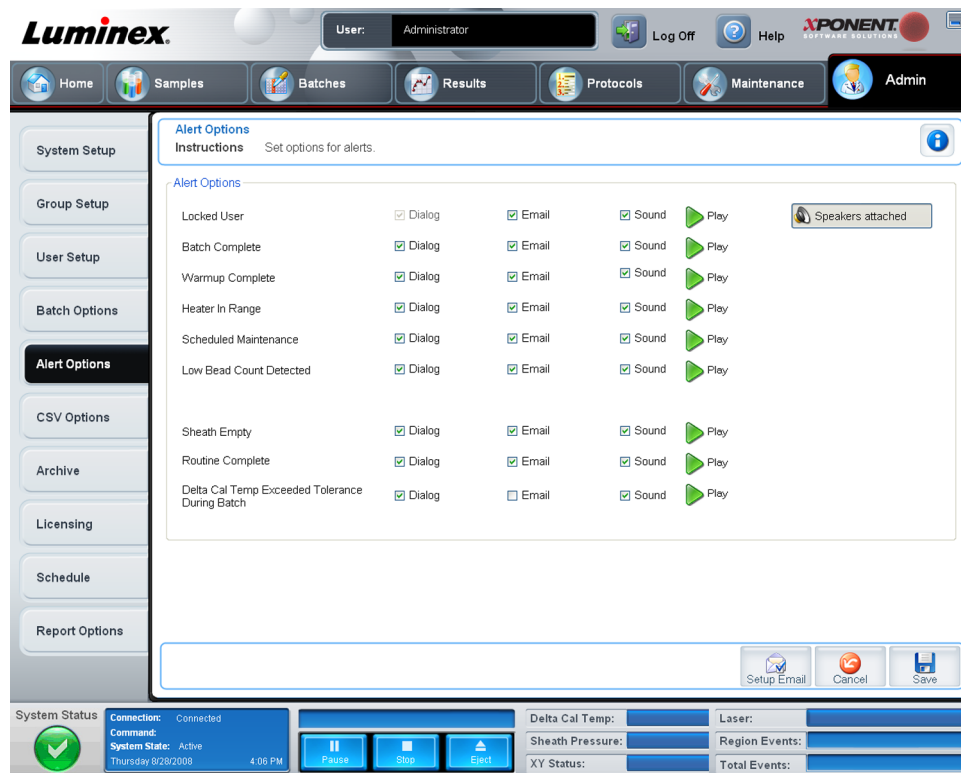 Luminex.
User: Administrator
Log Off
Help
XPONENT
SOFTWARE SOLUTIONS
Home
Samples
Batches
Results
Protocols
Maintenance
Admin
System Setup
Group Setup
User Setup
Batch Options
Alert Options
CSV Options
Archive
Licensing
Schedule
Report Options
Alert Options
Instructions Set options for alerts.
Alert Options
Locked User Dialog Email Sound Play Speakers attached
Batch Complete Dialog Email Sound Play
Warmup Complete Dialog Email Sound Play
Heater In Range Dialog Email Sound Play
Scheduled Maintenance Dialog Email Sound Play
Low Bead Count Detected Dialog Email Sound Play
Sheath Empty Dialog Email Sound Play
Routine Complete Dialog Email Sound Play
Delta Cal Temp Exceeded Tolerance
During Batch Dialog Email Sound Play
Setup Email
Cancel
Save
System Status
Connection: Connected
Command:
System State: Active
Thursday 8/28/2008 4:06 PM
Pause
Stop
Eject
Delta Cal Temp:
Sheath Pressure:
XY Status:
Laser:
Region Events:
Total Events: